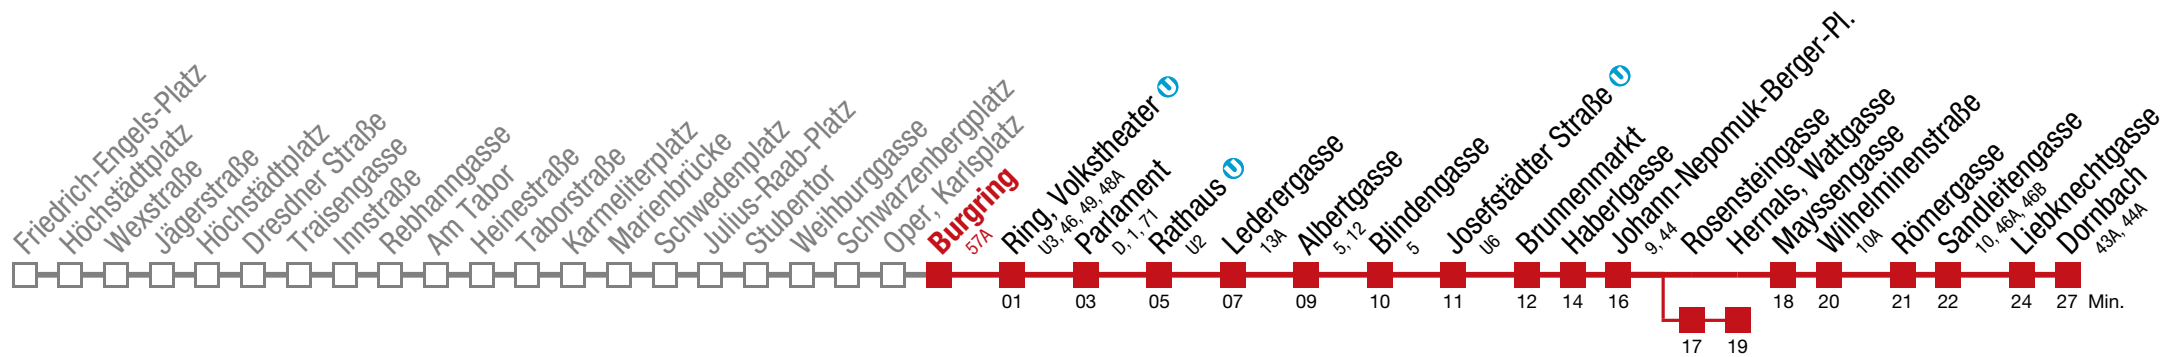 Friedrich-Engels-Platz
Höchstädtplatz
Wexstraße
Jägerstraße
Höchstädtplatz
Dresdner Straße
Traisengasse
Innstraße
Rebhanngasse
Am Tabor
Heinestraße
Taborstraße
Karmeliterplatz
Marienbrücke
Schwedenplatz
Julius-Raab-Platz
Stubentor
Weihburggasse
Schwarzenbergplatz
Oper, Karlsplatz
Burgring
57A
Ring, Volkstheater U
U3, 46, 49, 48A
Parlament
D, 1, 71
Rathaus U
U2
Lederergasse
13A
Albertgasse
5, 12
Blindengasse
5
Josefstädter Straße U
U6
Brunnenmarkt
Haberlgasse
Johann-Nepomuk-Berger-Pl.
9, 44
Rosensteingasse
Hernals, Wattgasse
Mayssengasse
Wilhelminenstraße
10A
Römergasse
Sandleitengasse
10, 46A, 46B
Liebknechtgasse
Dornbach
43A, 44A
01 03 05 07 09 10 11 12 14 16 18 20 21 22 24 27 Min.
17 19